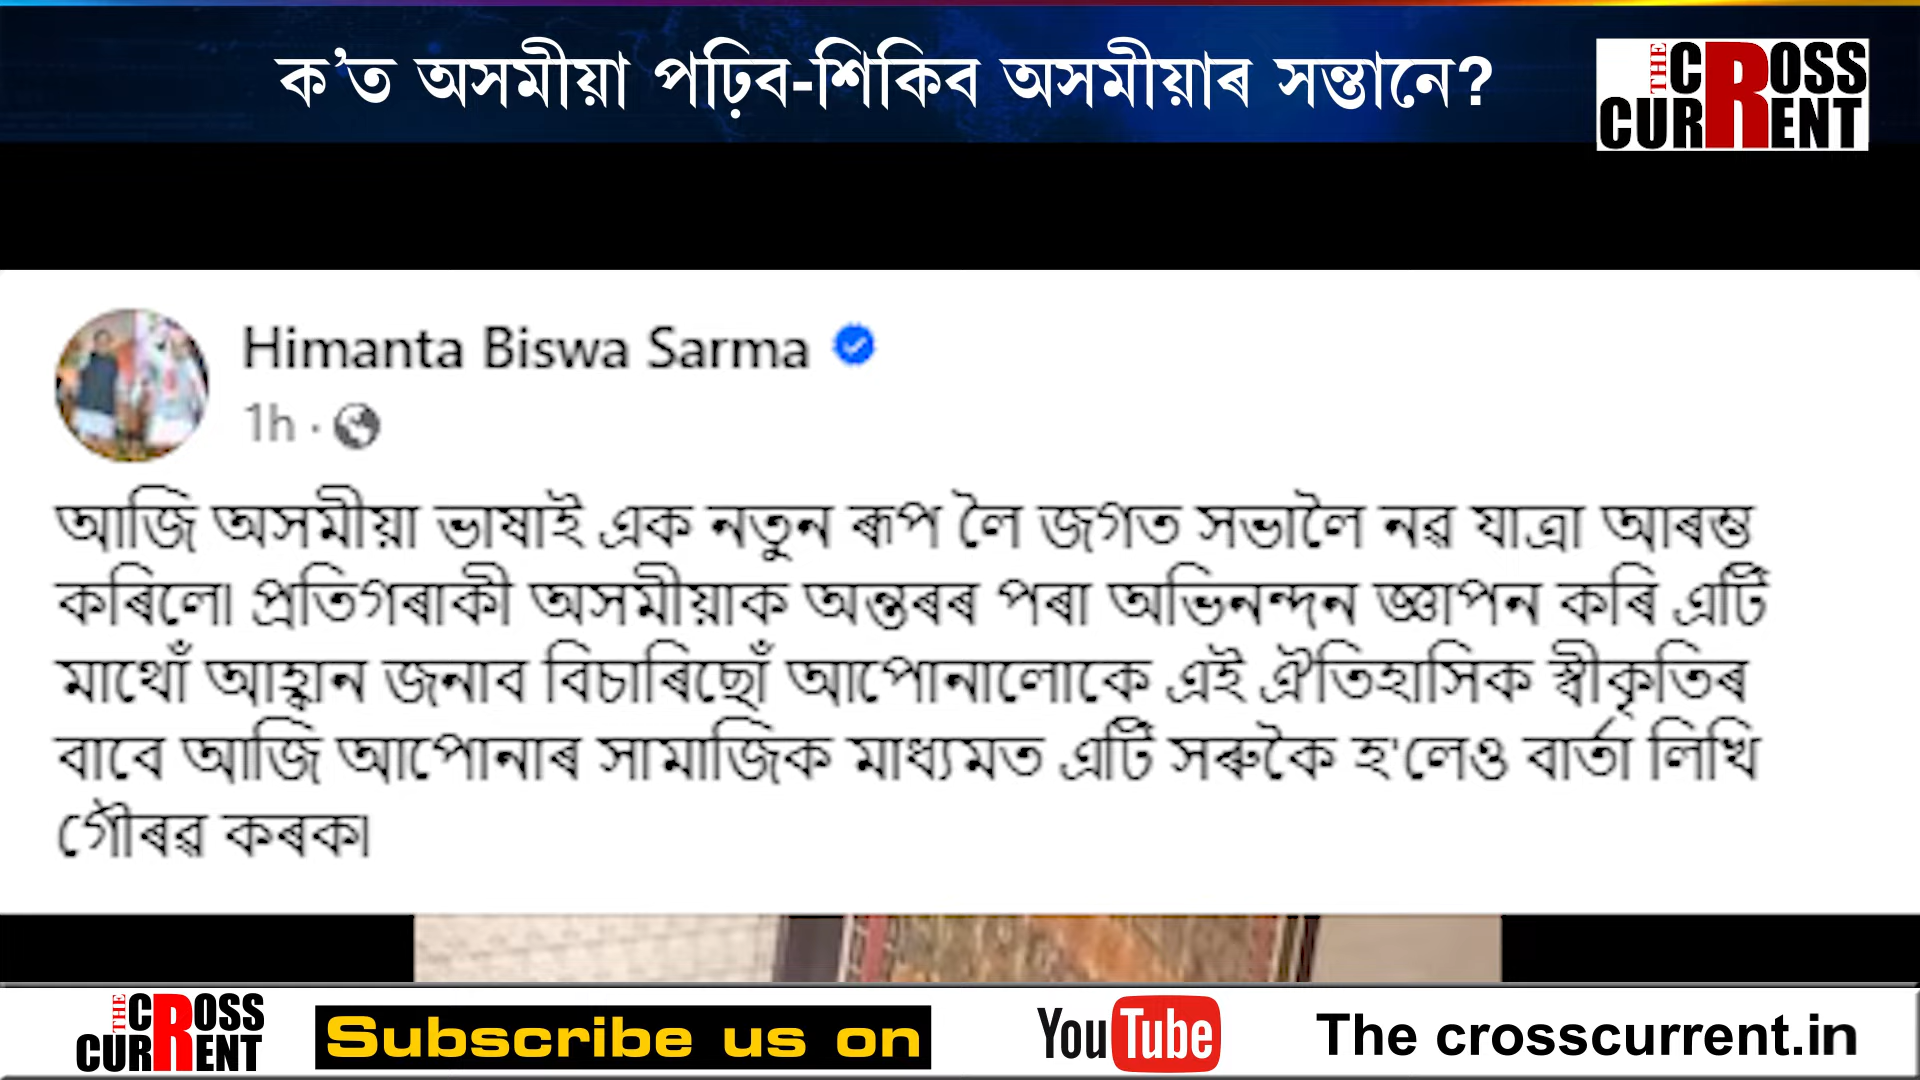 ক’ত অসমীয়া পঢ়িব-শিকিব অসমীয়াৰ সন্তানে?
THE CROSS CURRENT
Himanta Biswa Sarma
1h ·
আজি অসমীয়া ভাষাই এক নতুন ৰূপ লৈ জগত সভালৈ নৱ যাত্ৰা আৰম্ভ
কৰিলে। প্ৰতিগৰাকী অসমীয়াক অন্তৰৰ পৰা অভিনন্দন জ্ঞাপন কৰি এটি
মাথোঁ আহ্বান জনাব বিচাৰিছোঁ আপোনালোকে এই ঐতিহাসিক স্বীকৃতিৰ
বাবে আজি আপোনাৰ সামাজিক মাধ্যমত এটি সৰুকৈ হ'লেও বাৰ্তা লিখি
গৌৰৱ কৰক।
THE CROSS CURRENT
Subscribe us on
YouTube
The crosscurrent.in